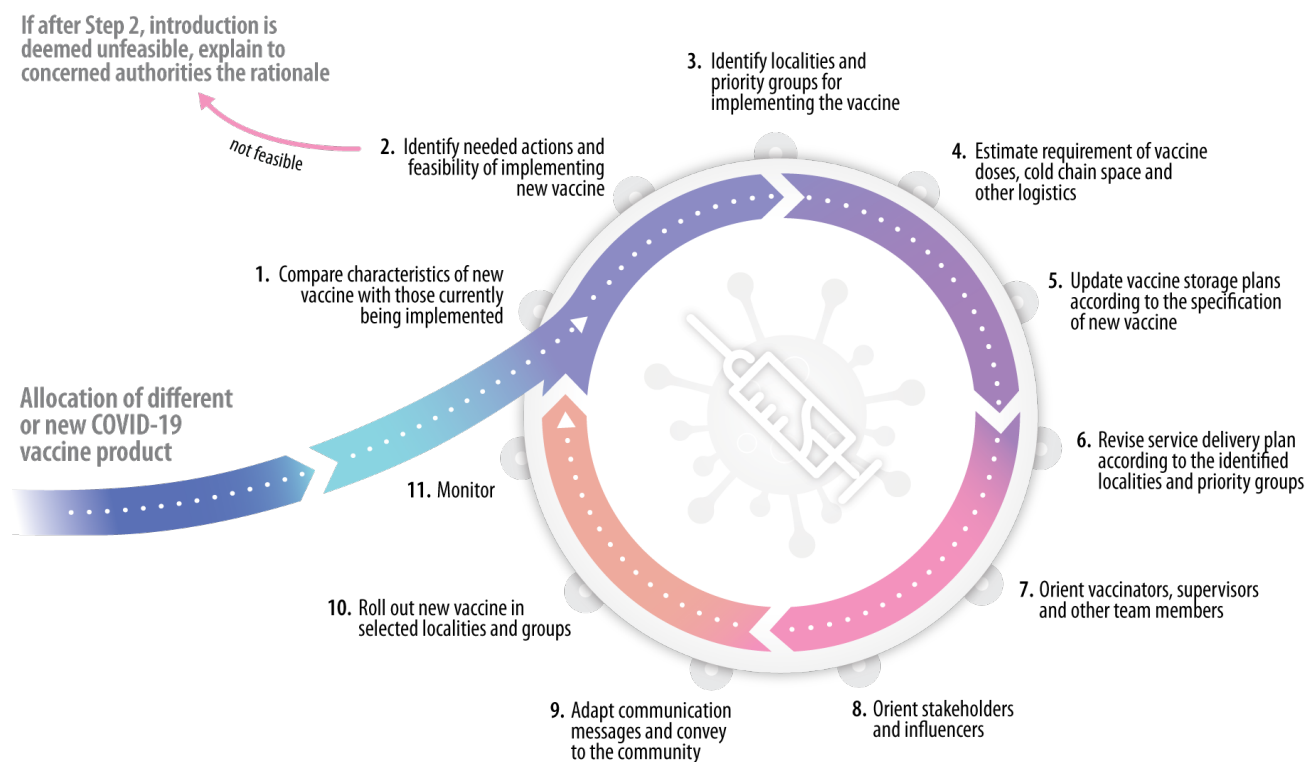 If after Step 2, introduction is
deemed unfeasible, explain to
concerned authorities the rationale
not feasible
Allocation of different
or new COVID-19
vaccine product
1. Compare characteristics of new
vaccine with those currently
being implemented
2. Identify needed actions and
feasibility of implementing
new vaccine
3. Identify localities and
priority groups for
implementing the vaccine
4. Estimate requirement of vaccine
doses, cold chain space and
other logistics
5. Update vaccine storage plans
according to the specification
of new vaccine
6. Revise service delivery plan
according to the identified
localities and priority groups
7. Orient vaccinators, supervisors
and other team members
8. Orient stakeholders
and influencers
9. Adapt communication
messages and convey
to the community
10. Roll out new vaccine in
selected localities and groups
11. Monitor